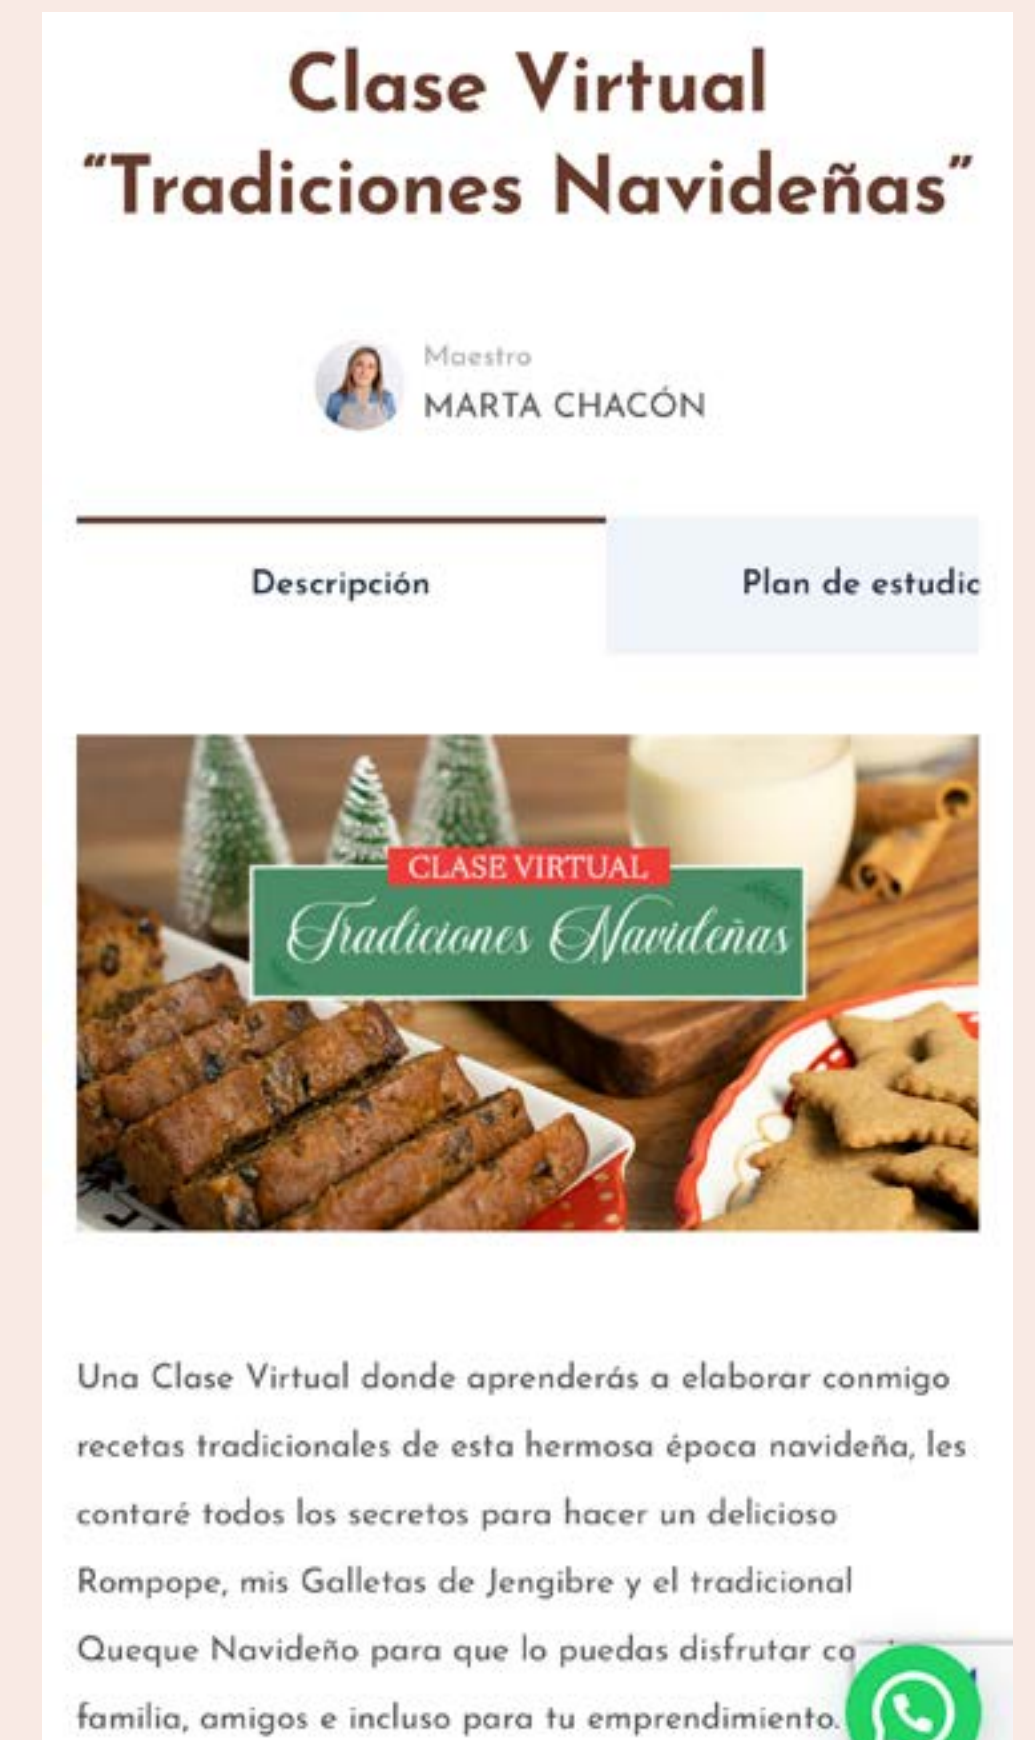 Clase Virtual
“Tradiciones Navideñas”
Maestro
MARTA CHACÓN
Descripción
Plan de estudio
CLASE VIRTUAL
Tradiciones Navideñas
Una Clase Virtual donde aprenderás a elaborar conmigo
recetas tradicionales de esta hermosa época navideña, les
contaré todos los secretos para hacer un delicioso
Rompope, mis Galletas de Jengibre y el tradicional
Queque Navideño para que lo puedas disfrutar
familia, amigos e incluso para tu emprendimiento.